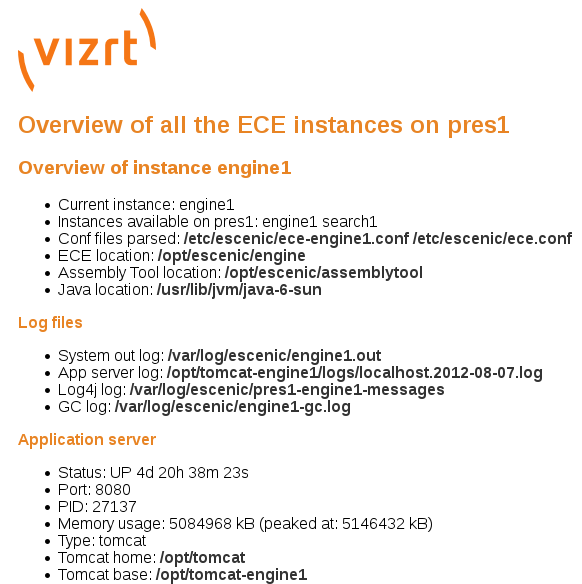 vizrt
Overview of all the ECE instances on pres1
Overview of instance engine1
Current instance: engine1
Instances available on pres1: engine1 search1
Conf files parsed: /etc/escenic/ece-engine1.conf /etc/escenic/ece.conf
ECE location: /opt/escenic/engine
Assembly Tool location: /opt/escenic/assemblytool
Java location: /usr/lib/jvm/java-6-sun
Log files
System out log: /var/log/escenic/engine1.out
App server log: /opt/tomcat-engine1/logs/localhost.2012-08-07.log
Log4j log: /var/log/escenic/pres1-engine1-messages
GC log: /var/log/escenic/engine1-gc.log
Application server
Status: UP 4d 20h 38m 23s
Port: 8080
PID: 27137
Memory usage: 5084968 kB (peaked at: 5146432 kB)
Type: tomcat
Tomcat home: /opt/tomcat
Tomcat base: /opt/tomcat-engine1